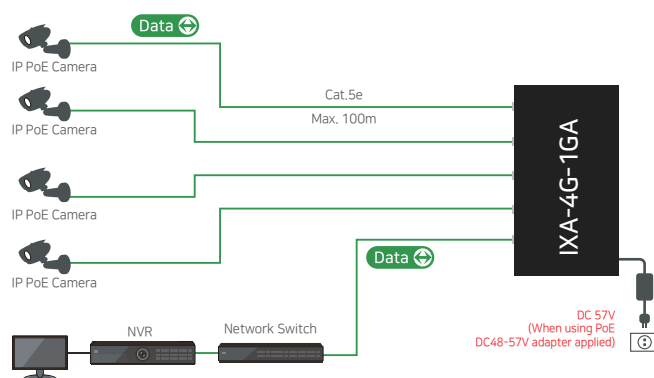 Data
IP PoE Camera
Cat.5e
Max. 100m
IP PoE Camera
IXA-4G-1GA
IP PoE Camera
Data
IP PoE Camera
DC 57V
(When using PoE
DC48-57V adapter applied)
NVR
Network Switch